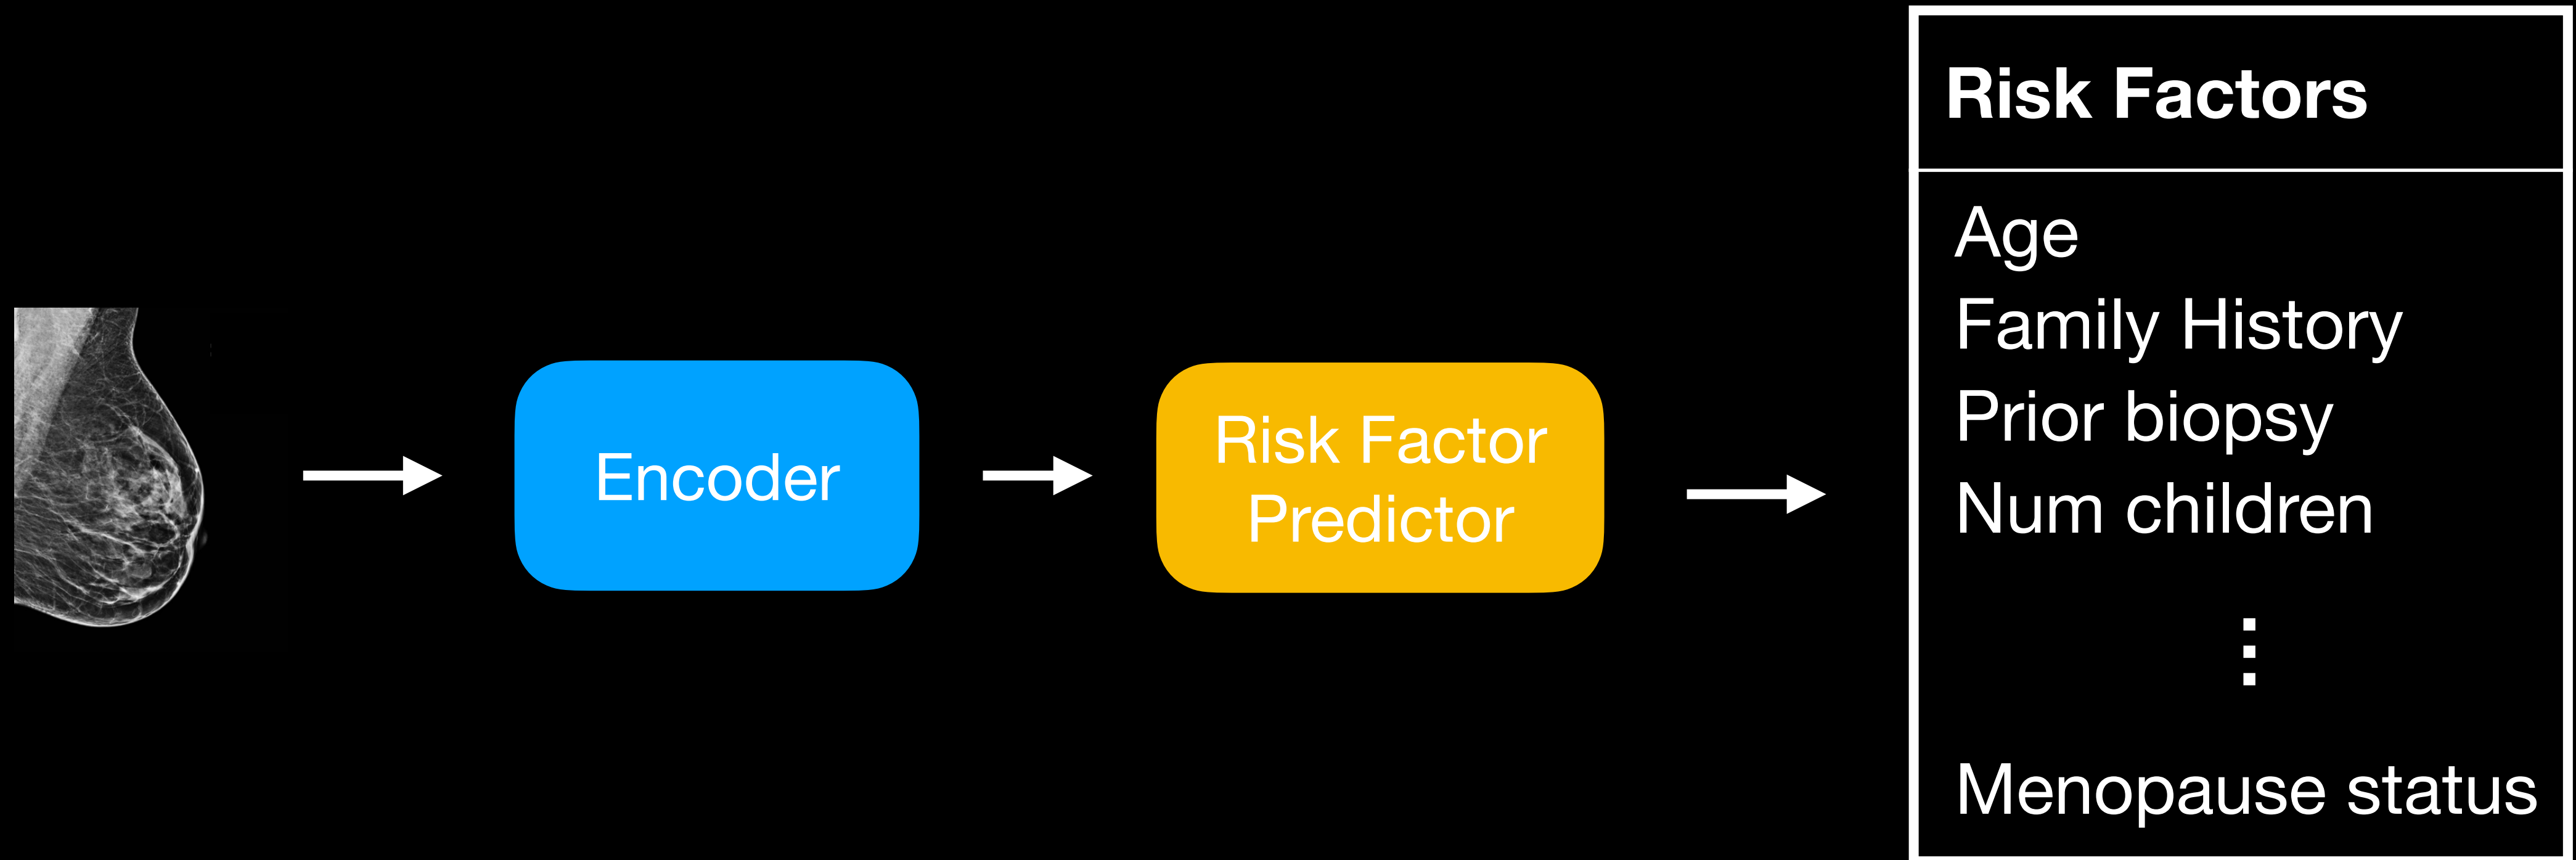 Encoder
Risk Factor
Predictor
Risk Factors
Age
Family History
Prior biopsy
Num children
Menopause status